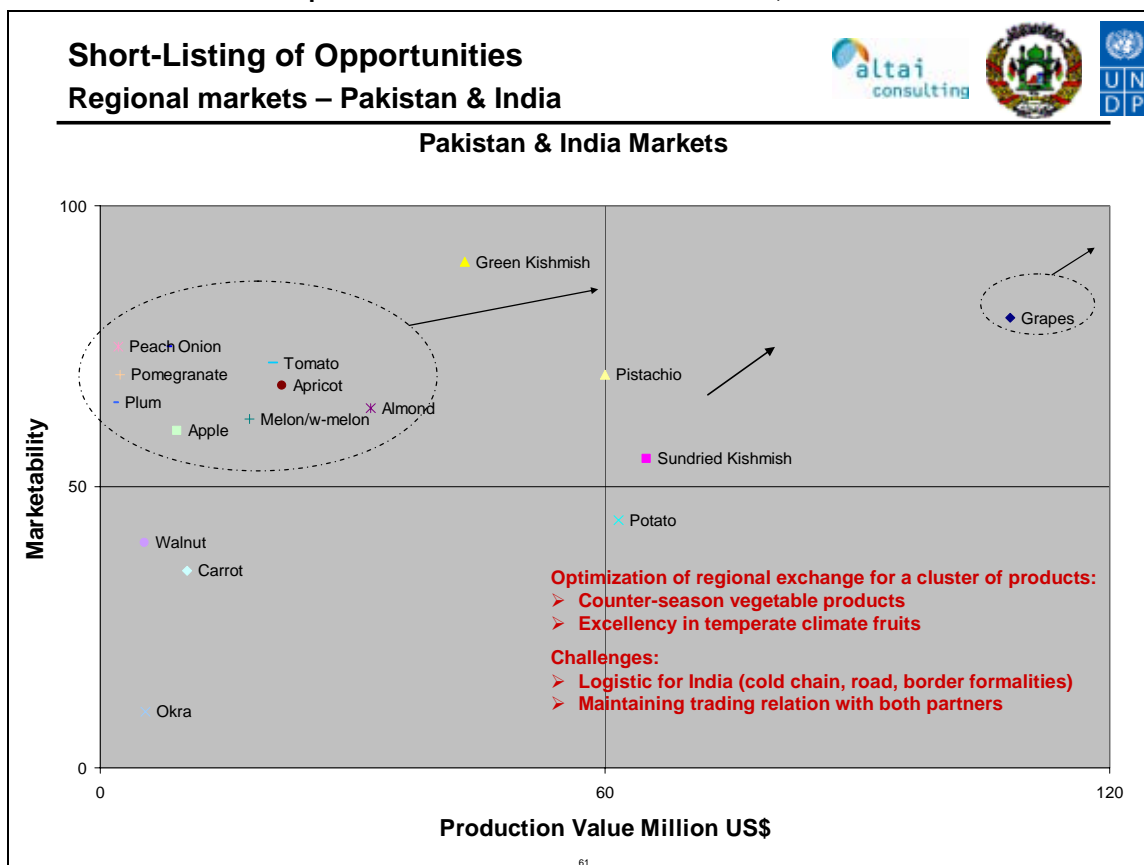 Short-Listing of Opportunities
Regional markets – Pakistan & India
altai
consulting
U N
D P
Pakistan & India Markets
100
Green Kishmish
Grapes
Peach Onion
Tomato
Pomegranate
Apricot
Pistachio
Plum
Melon/w-melon
Almond
Apple
Sundried Kishmish
50
Potato
Walnut
Carrot
Optimization of regional exchange for a cluster of products:
➢ Counter-season vegetable products
➢ Excellency in temperate climate fruits
Challenges:
➢ Logistic for India (cold chain, road, border formalities)
➢ Maintaining trading relation with both partners
Okra
0
0
60
120
Marketability
Production Value Million US$
61